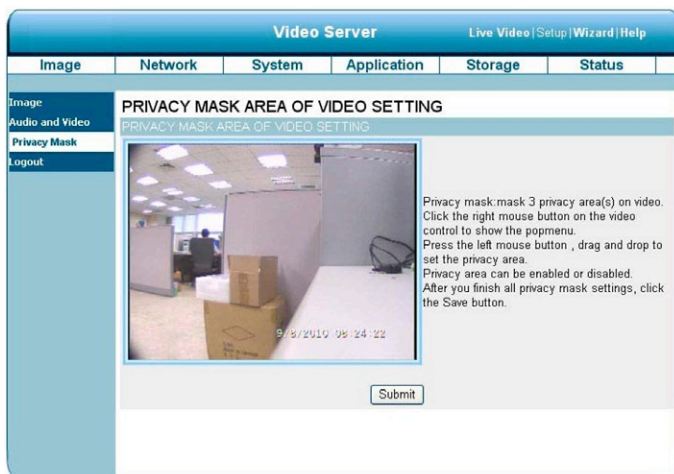 Video Server
Live Video|Setup|Wizard|Help
Image
Network
System
Application
Storage
Status
Image
Audio and Video
Privacy Mask
Logout
PRIVACY MASK AREA OF VIDEO SETTING
PRIVACY MASK AREA OF VIDEO SETTING
9/8/2010 08:24:22
Privacy mask:mask 3 privacy area(s) on video.
Click the right mouse button on the video
control to show the popmenu.
Press the left mouse button , drag and drop to
set the privacy area.
Privacy area can be enabled or disabled.
After you finish all privacy mask settings, click
the Save button.
Submit